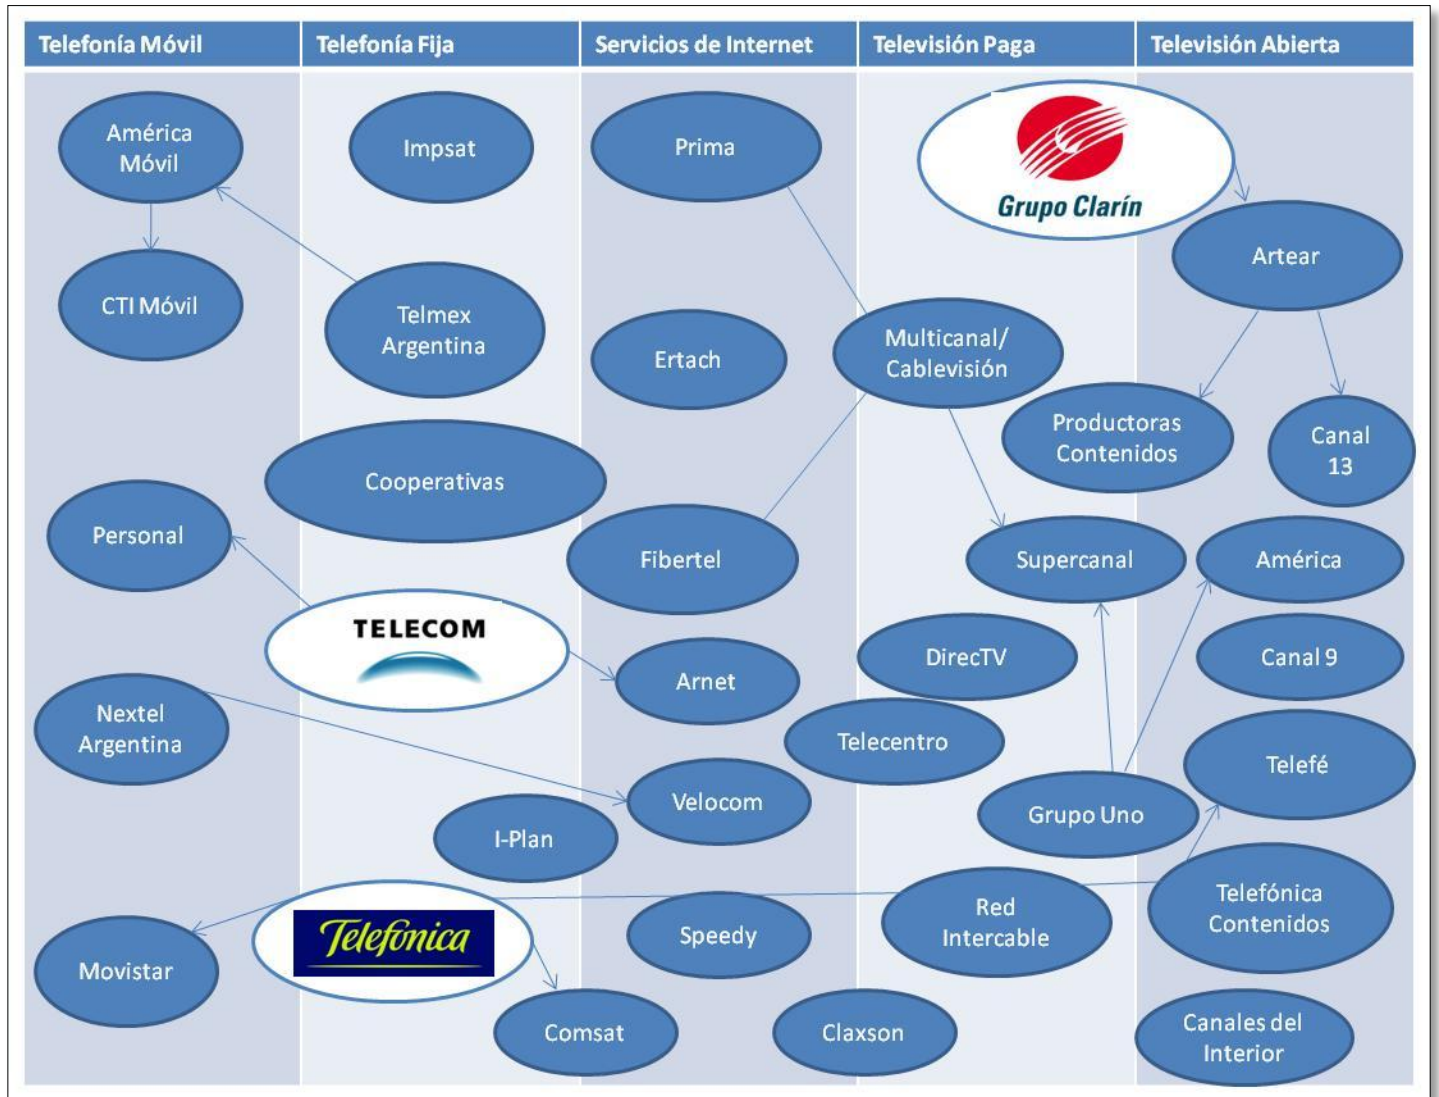 Telefonía Móvil
Telefonía Fija
Servicios de Internet
Televisión Paga
Televisión Abierta
América
Móvil
Impsat
Prima
Grupo Clarín
Artear
CTI Móvil
Telmex
Argentina
Ertach
Multicanal/
Cablevisión
Productoras
Contenidos
Canal
13
Cooperativas
Personal
Fibertel
Supercanal
América
TELECOM
Arnet
DirecTV
Canal 9
Nextel
Argentina
Telecentro
Telefé
Velocom
Grupo Uno
I-Plan
Telefónica
Speedy
Red
Intercable
Telefónica
Contenidos
Movistar
Comsat
Claxson
Canales del
Interior